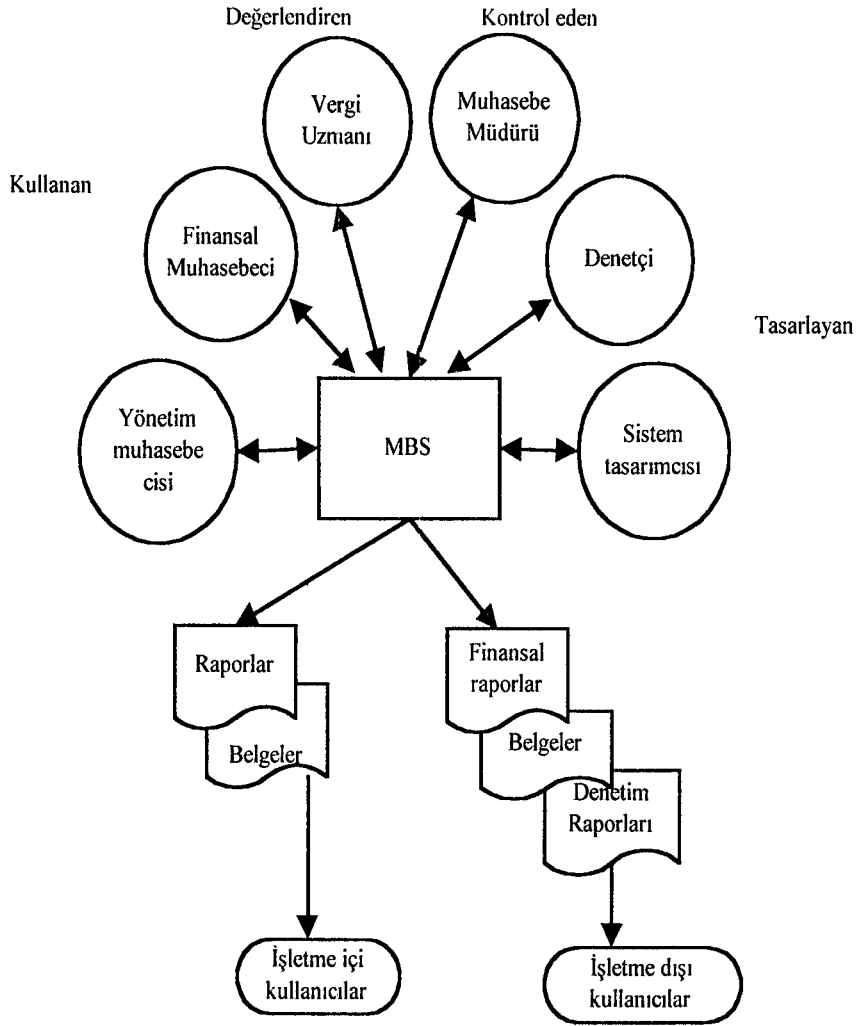 Değerlendiren
Kontrol eden
Vergi
Uzmanı
Muhasebe
Müdürü
Kullanan
Finansal
Muhasebeci
Denetçi
Tasarlayan
Yönetim
muhasebe
cisi
MBS
Sistem
tasarımcısı
Raporlar
Belgeler
Finansal
raporlar
Belgeler
Denetim
Raporları
İşletme içi
kullanıcılar
İşletme dışı
kullanıcılar